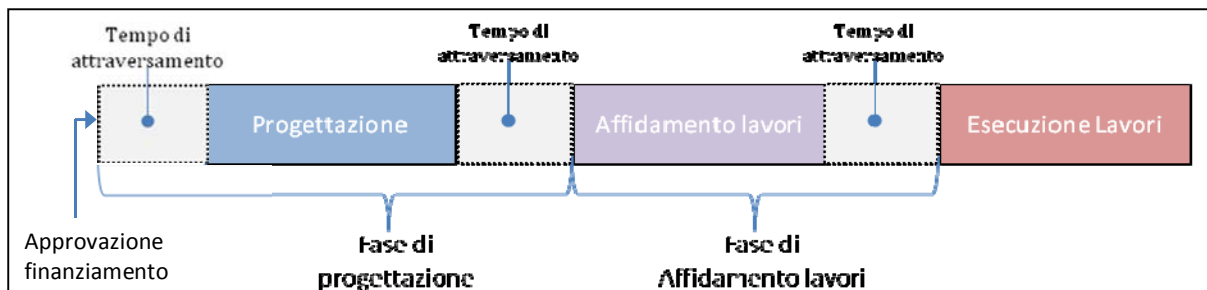 Tempo di
attraversamento
Tempo di
attraversamento
Tempo di
attraversamento
Progettazione
Affidamento lavori
Esecuzione Lavori
Approvazione
finanziamento
Fase di
progettazione
Fase di
Affidamento lavori